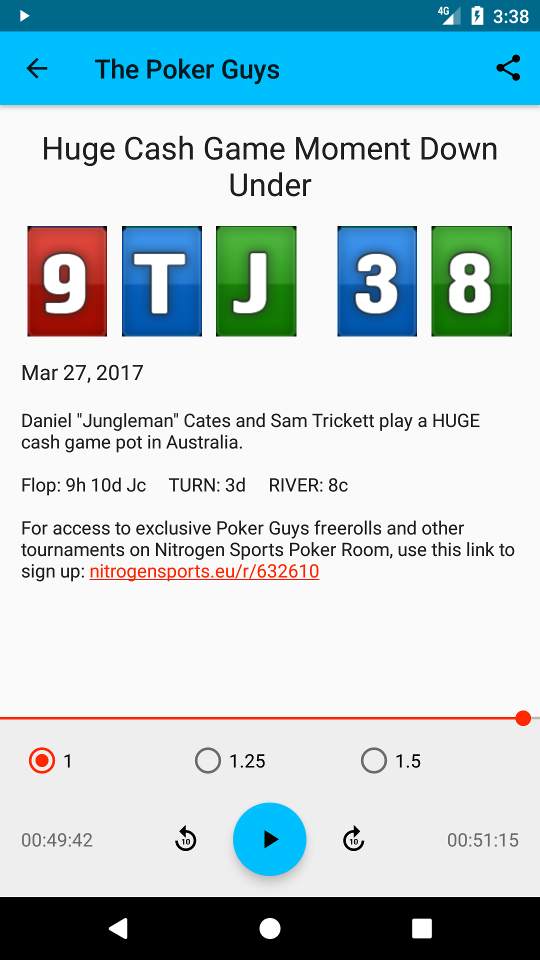 4G 3:38
The Poker Guys
Huge Cash Game Moment Down
Under
9 T J 3 8
Mar 27, 2017
Daniel "Jungleman" Cates and Sam Trickett play a HUGE
cash game pot in Australia.
Flop: 9h 10d Jc TURN: 3d RIVER: 8c
For access to exclusive Poker Guys freerolls and other
tournaments on Nitrogen Sports Poker Room, use this link to
sign up: nitrogensports.eu/r/632610
1 1.25 1.5
00:49:42 10 10 00:51:15